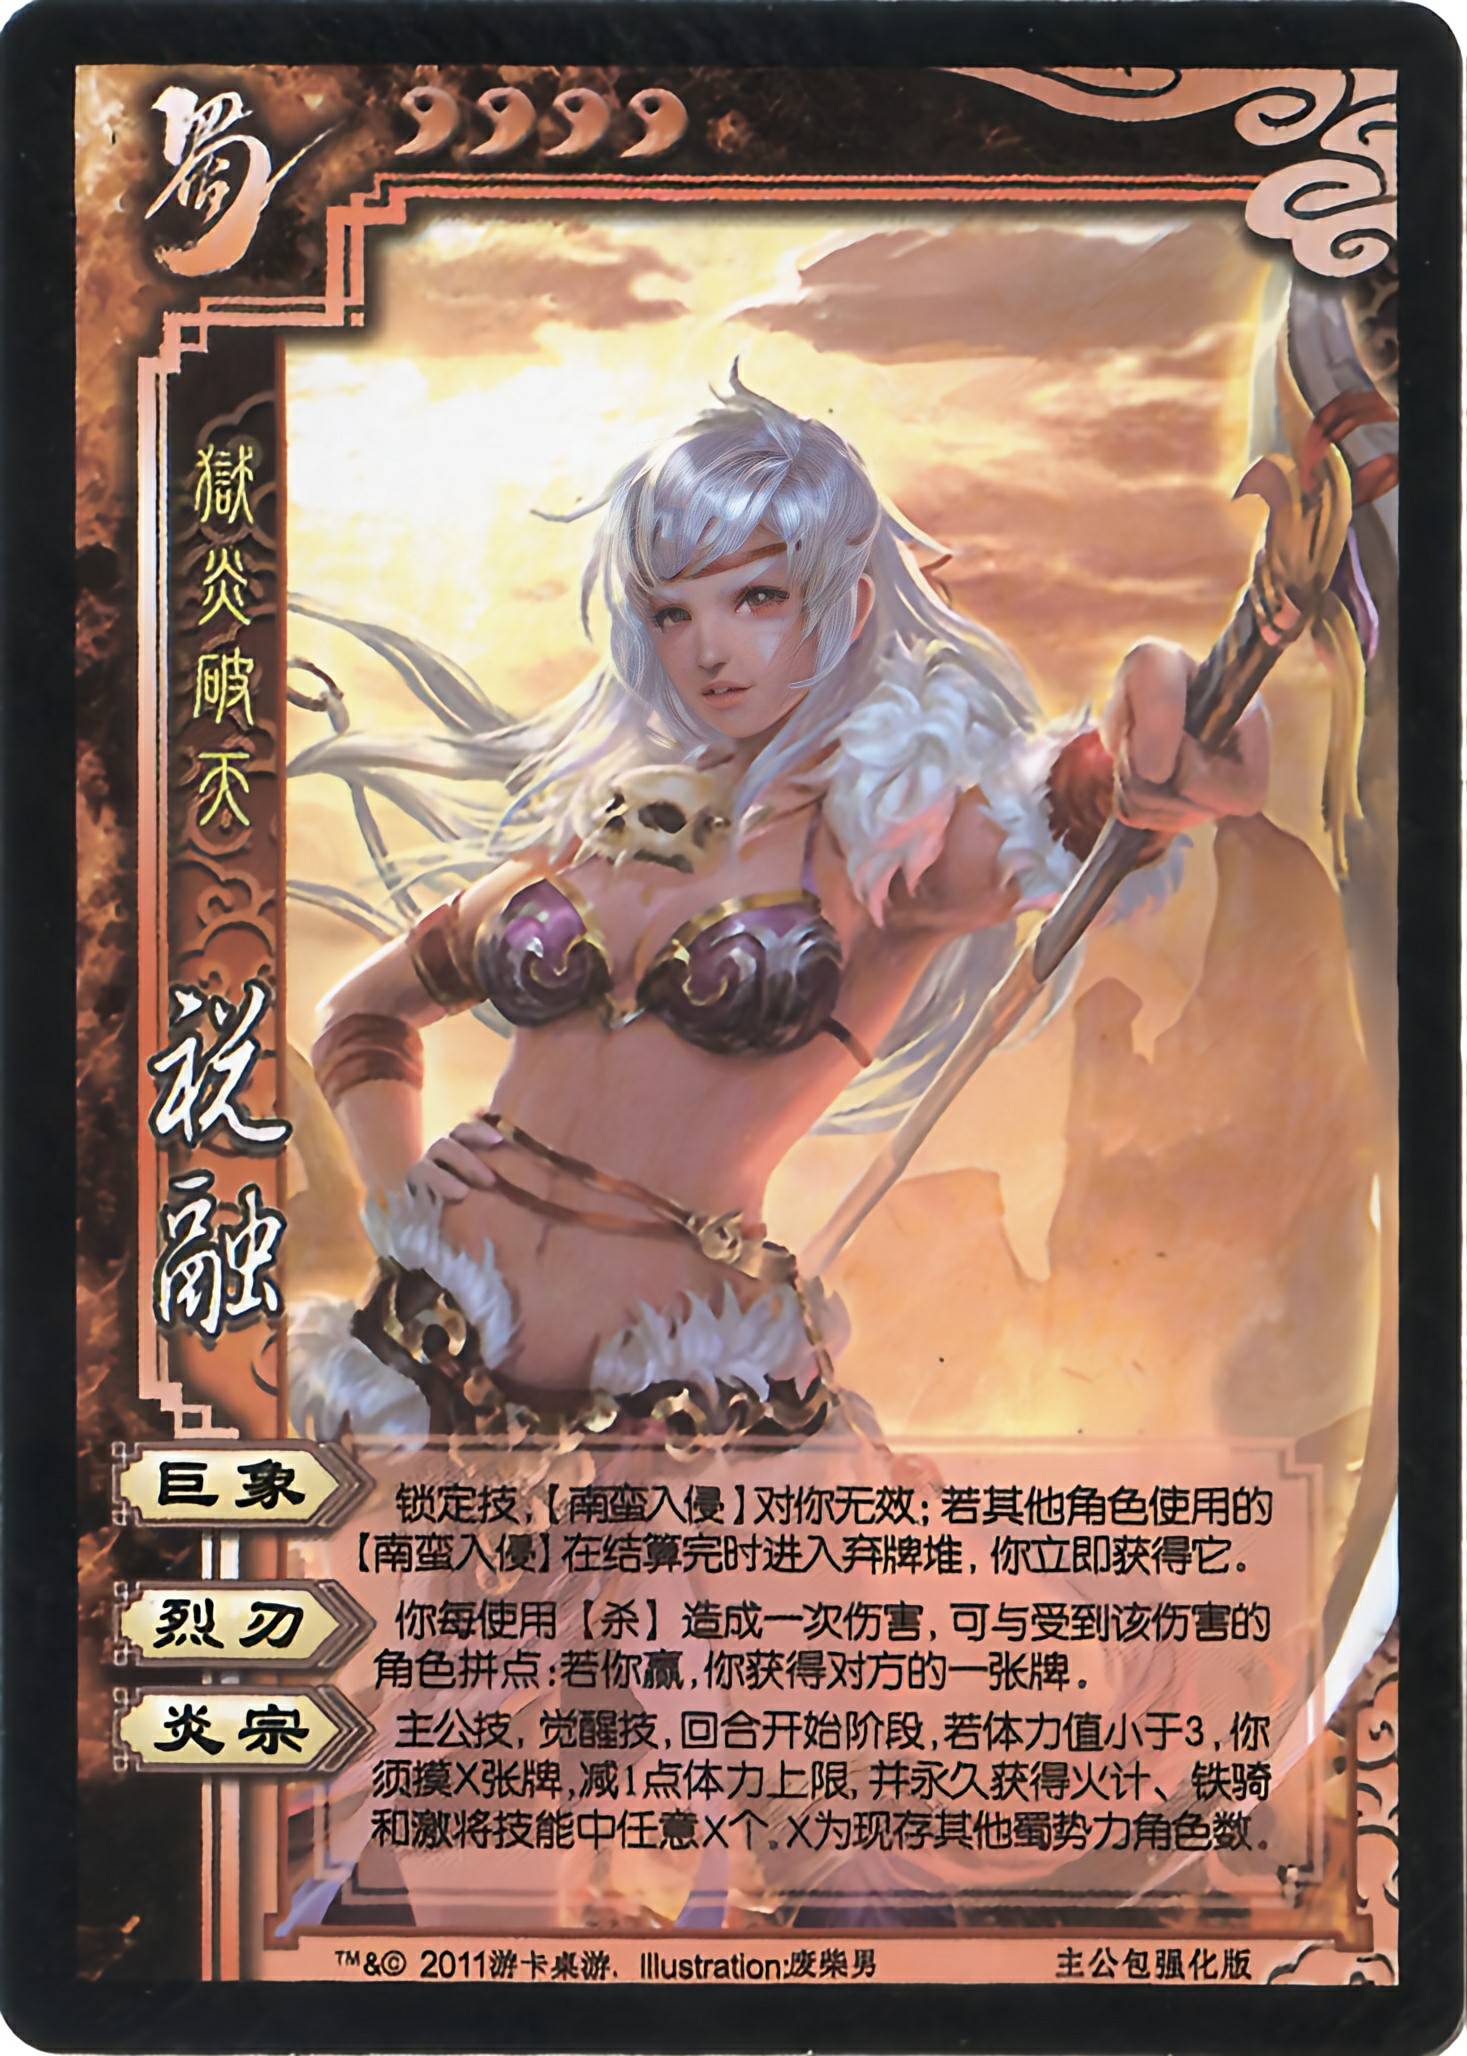 蜀
獄炎破天
祝融
巨象
锁定技,【南蛮入侵】对你无效;若其他角色使用的
【南蛮入侵】在结算完时进入弃牌堆,你立即获得它。
烈刃
你每使用【杀】造成一次伤害,可与受到该伤害的
角色拼点:若你赢,你获得对方的一张牌。
炎宗
主公技,觉醒技,回合开始阶段,若体力值小于3,你
须摸X张牌,减1点体力上限,并永久获得火计、铁骑
和激将技能中任意X个。X为现存其他蜀势力角色数。
™&© 2011游卡桌游. Illustration:废柴男
主公包强化版